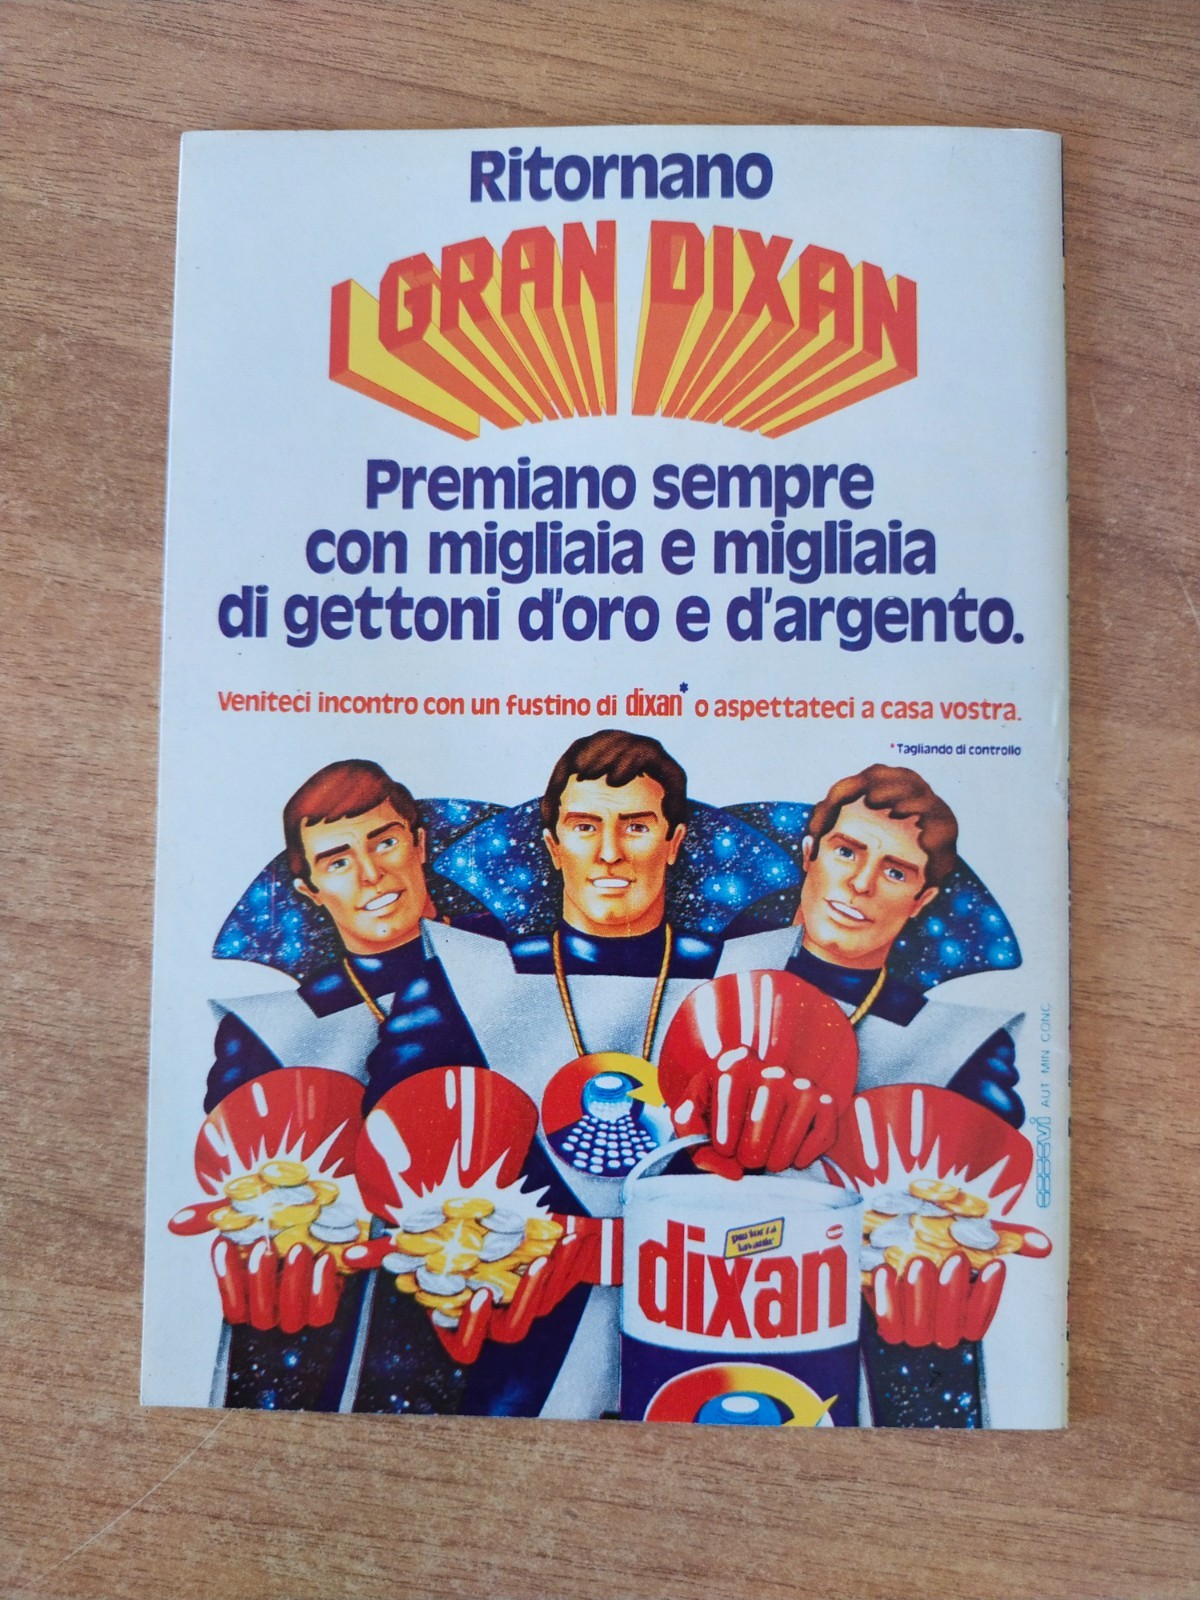 Ritornano
I GRAN DIXAN
Premiano sempre
con migliaia e migliaia
di gettoni d'oro e d'argento.
Veniteci incontro con un fustino di dixan* o aspettateci a casa vostra.
*Tagliando di controllo
AUT MIN CONC
dixan